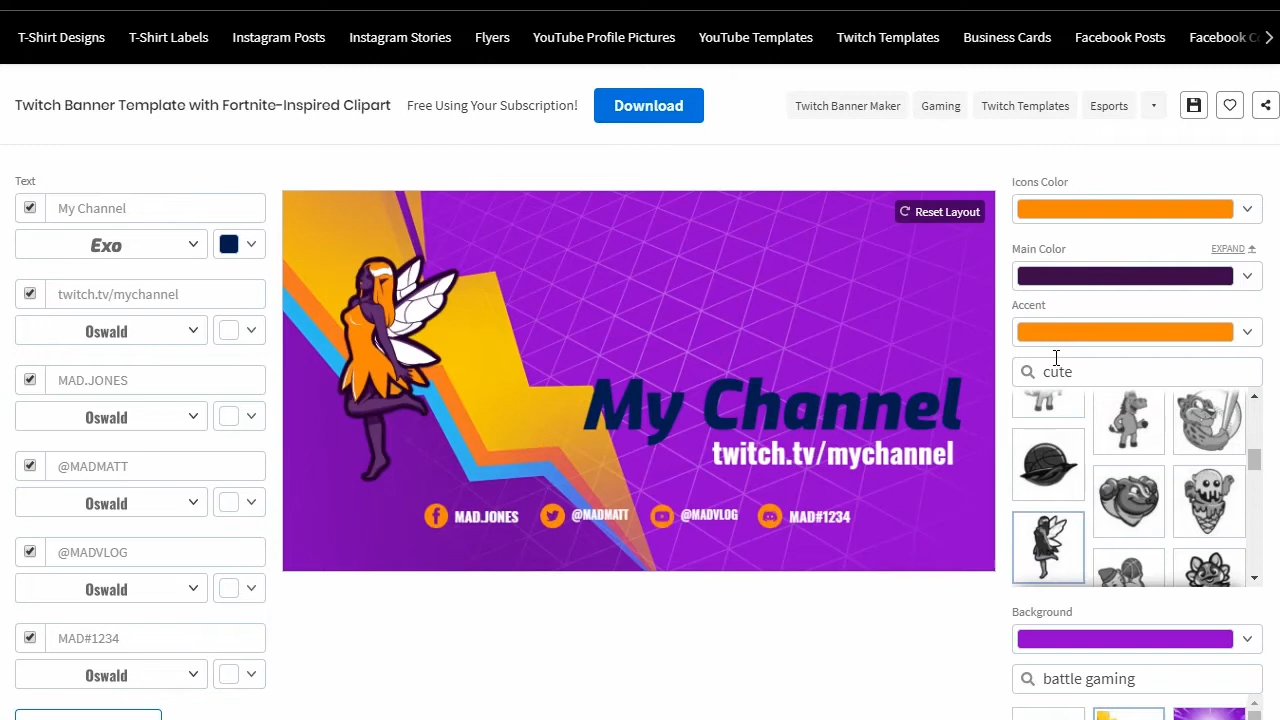 T-Shirt Designs T-Shirt Labels Instagram Posts Instagram Stories Flyers YouTube Profile Pictures YouTube Templates Twitch Templates Business Cards Facebook Posts Facebook
Twitch Banner Template with Fortnite-Inspired Clipart Free Using Your Subscription! Download Twitch Banner Maker Gaming Twitch Templates Esports
Text
My Channel
Exo
twitch.tv/mychannel
Oswald
MAD.JONES
Oswald
@MADMATT
Oswald
@MADVLOG
Oswald
MAD#1234
Oswald
Reset Layout
My Channel
twitch.tv/mychannel
MAD.JONES @MADMATT @MADVLOG MAD#1234
Icons Color
Main Color EXPAND
Accent
cute
Background
battle gaming